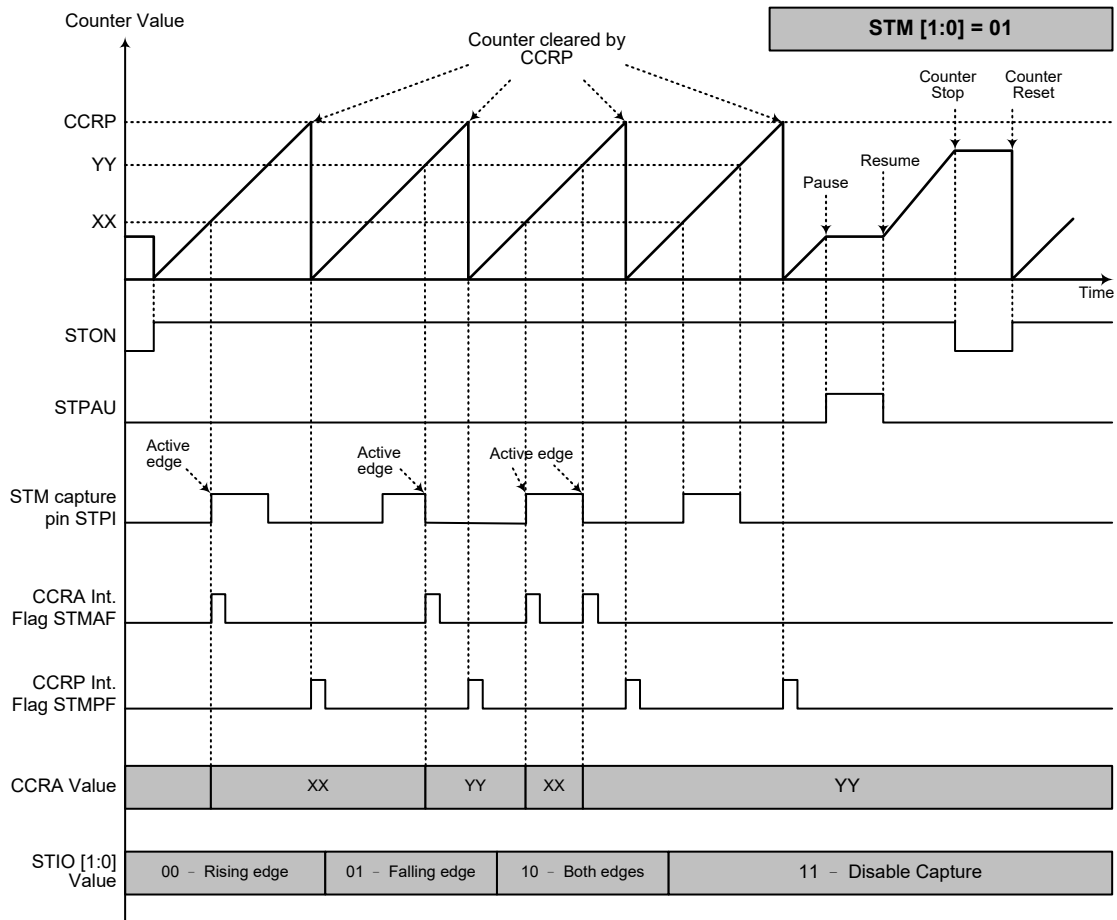 Counter Value
STM [1:0] = 01
Counter cleared by
CCRP
Counter
Stop
Counter
Reset
CCRP
YY
Resume
Pause
XX
Time
STON
STPAU
Active
edge
Active
edge
Active edge
STM capture
pin STPI
CCRA Int.
Flag STMAF
CCRP Int.
Flag STMPF
CCRA Value
XX
YY
XX
YY
STIO [1:0]
Value
00 – Rising edge
01 – Falling edge
10 – Both edges
11 – Disable Capture